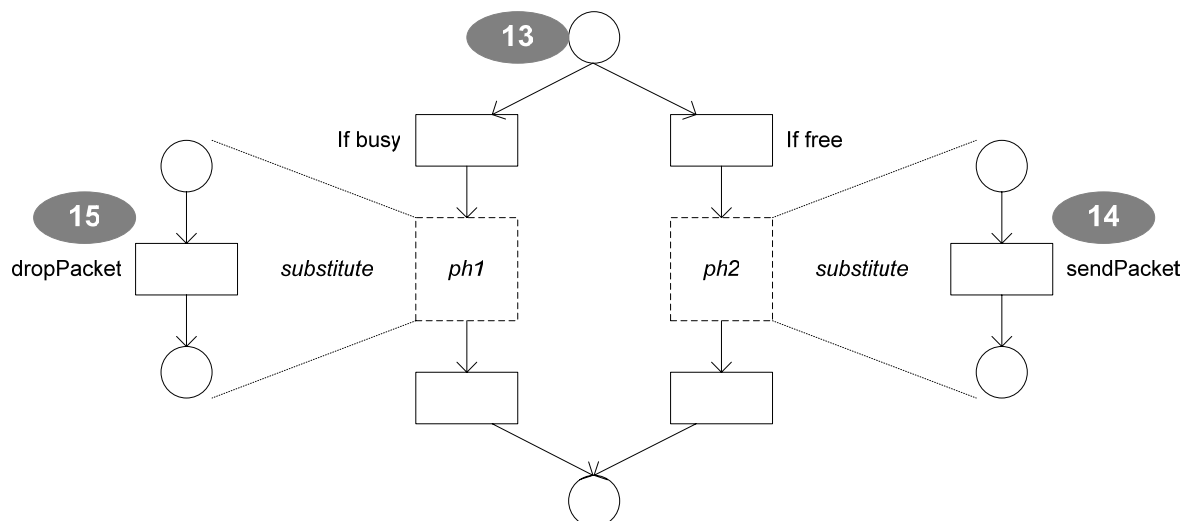 13
If busy
If free
15
14
dropPacket
substitute
ph1
ph2
substitute
sendPacket